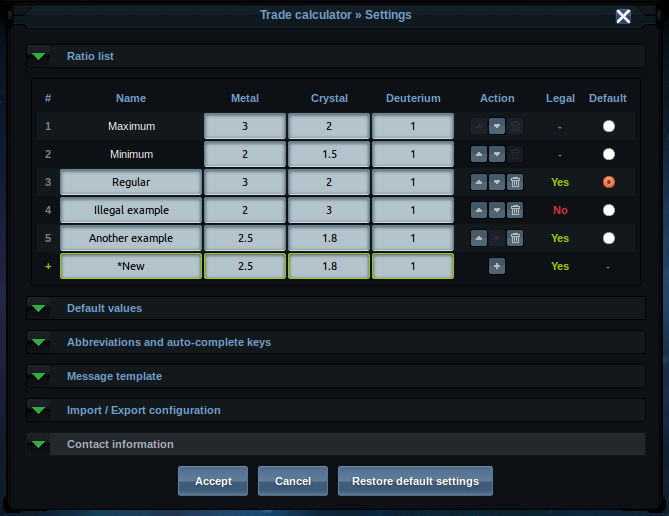 Trade calculator » Settings
Ratio list
# Name Metal Crystal Deuterium Action Legal Default
1 Maximum 3 2 1 -
2 Minimum 2 1.5 1 -
3 Regular 3 2 1 Yes
4 Illegal example 2 3 1 No
5 Another example 2.5 1.8 1 Yes
+ *New 2.5 1.8 1 + Yes -
Default values
Abbreviations and auto-complete keys
Message template
Import / Export configuration
Contact information
Accept Cancel Restore default settings